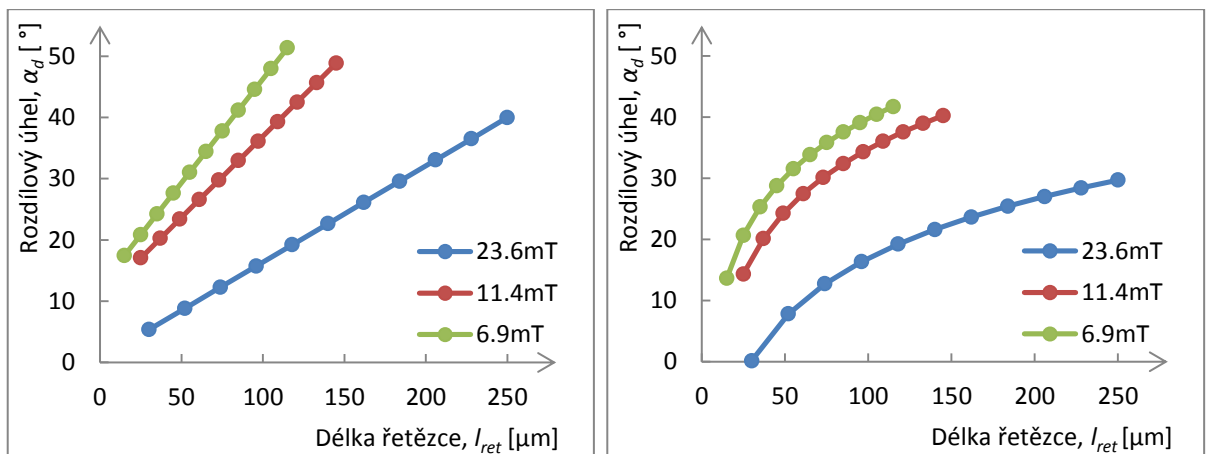 Rozdílový úhel, αd [ °]
50
40
30
20
10
0
0 50 100 150 200 250
Délka řetězce, lret [µm]
23.6mT
11.4mT
6.9mT
Rozdílový úhel, αd [ °]
50
40
30
20
10
0
0 50 100 150 200 250
Délka řetězce, lret [µm]
23.6mT
11.4mT
6.9mT